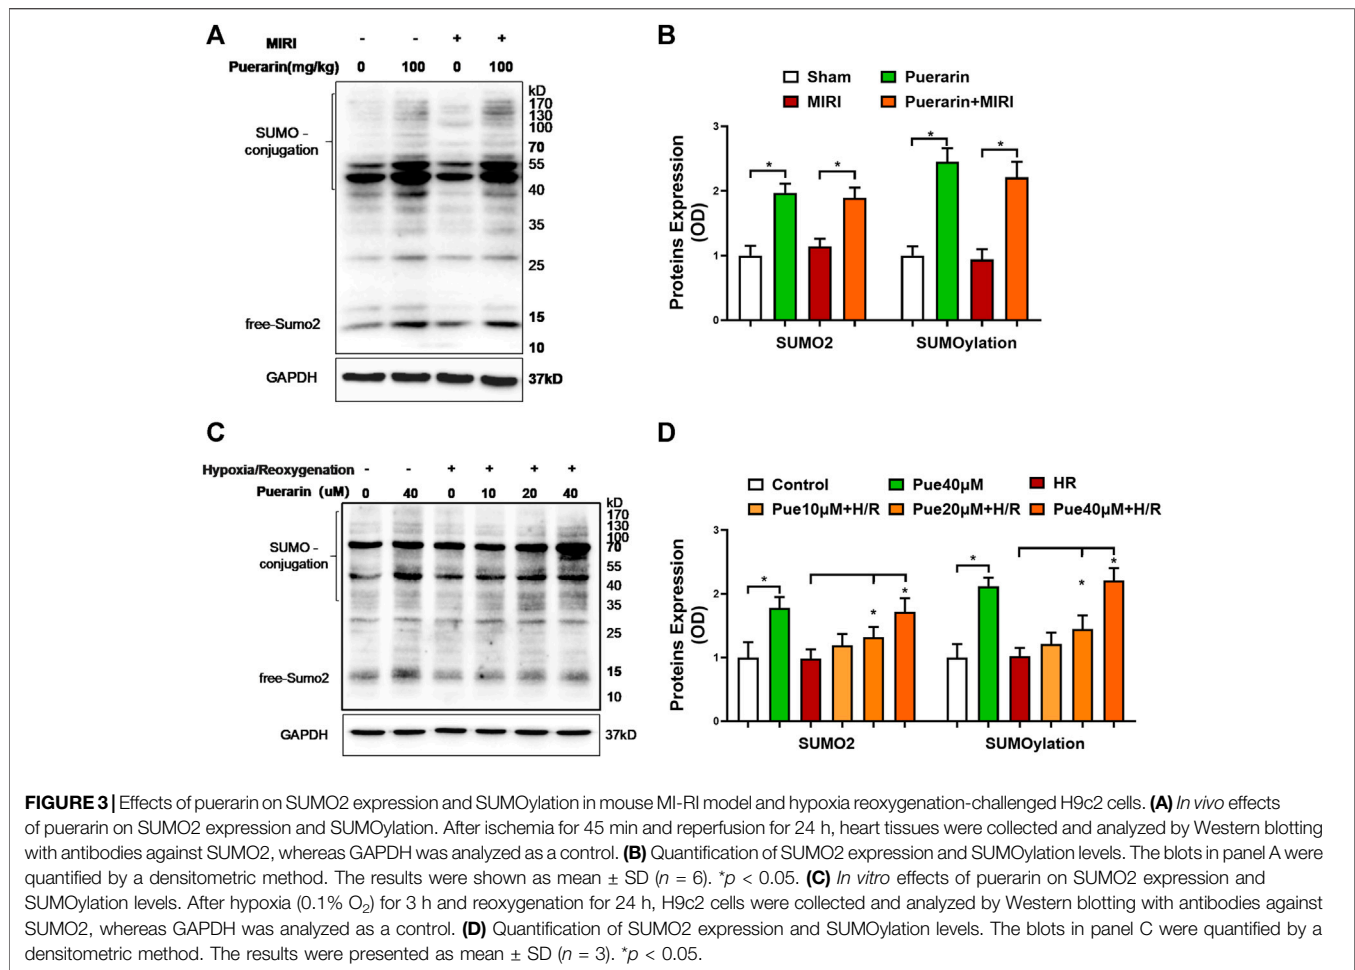 A
MIRI - - + +
Puerarin(mg/kg) 0 100 0 100
kD
170
130
100
SUMO -
conjugation
70
55
40
35
25
free-Sumo2
15
10
GAPDH 37kD
B
Sham Puerarin
MIRI Puerarin+MIRI
Proteins Expression
(OD)
3
2
1
0
* * * *
SUMO2 SUMOylation
C
Hypoxia/Reoxygenation - - + + + +
Puerarin (uM) 0 40 0 10 20 40
kD
170
130
100
70
SUMO -
conjugation
55
40
35
25
free-Sumo2
15
10
GAPDH 37kD
D
Control Pue40μM HR
Pue10μM+H/R Pue20μM+H/R Pue40μM+H/R
Proteins Expression
(OD)
3
2
1
0
* * * * * *
SUMO2 SUMOylation
FIGURE 3 | Effects of puerarin on SUMO2 expression and SUMOylation in mouse MI-RI model and hypoxia reoxygenation-challenged H9c2 cells. (A) In vivo effects
of puerarin on SUMO2 expression and SUMOylation. After ischemia for 45 min and reperfusion for 24 h, heart tissues were collected and analyzed by Western blotting
with antibodies against SUMO2, whereas GAPDH was analyzed as a control. (B) Quantification of SUMO2 expression and SUMOylation levels. The blots in panel A were
quantified by a densitometric method. The results were shown as mean ± SD (n = 6). *p < 0.05. (C) In vitro effects of puerarin on SUMO2 expression and
SUMOylation levels. After hypoxia (0.1% O₂) for 3 h and reoxygenation for 24 h, H9c2 cells were collected and analyzed by Western blotting with antibodies against
SUMO2, whereas GAPDH was analyzed as a control. (D) Quantification of SUMO2 expression and SUMOylation levels. The blots in panel C were quantified by a
densitometric method. The results were presented as mean ± SD (n = 3). *p < 0.05.